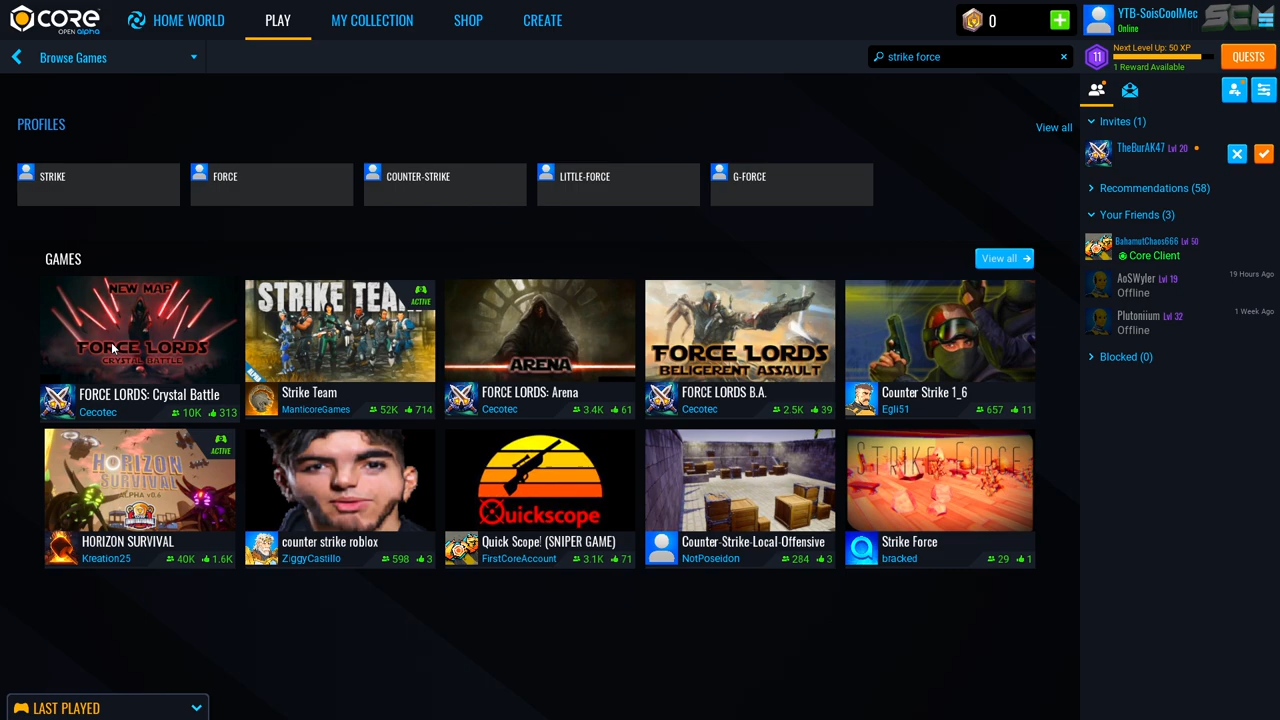 CORE
OPEN alpha
HOME WORLD
PLAY
MY COLLECTION
SHOP
CREATE
0
YTB-SoisCoolMec
Online
SCM
Browse Games
strike force
11
Next Level Up: 50 XP
1 Reward Available
QUESTS
PROFILES
View all
STRIKE
FORCE
COUNTER-STRIKE
LITTLE-FORCE
G-FORCE
GAMES
View all
NEW MAP
FORCE LORDS
CRYSTAL BATTLE
FORCE LORDS: Crystal Battle
Cecotec
10K
313
STRIKE TEA
ACTIVE
ALPHA
Strike Team
ManticoreGames
52K
714
ARENA
FORCE LORDS: Arena
Cecotec
3.4K
61
FORCE LORDS
BELIGERENT ASSAULT
FORCE LORDS B.A.
Cecotec
2.5K
39
Counter Strike 1_6
Egli51
657
11
HORIZON
SURVIVAL
ALPHA v0.6
ACTIVE
HORIZON SURVIVAL
Kreation25
40K
1.6K
counter strike roblox
ZiggyCastillo
598
3
Quickscope
Quick Scope! (SNIPER GAME)
FirstCoreAccount
3.1K
71
Counter-Strike-Local-Offensive
NotPoseidon
284
3
STRIKE FORCE
Strike Force
bracked
29
1
Invites (1)
TheBurAK47 Lvl 20
Recommendations (58)
Your Friends (3)
BahamutChaos666 Lvl 50
Core Client
AoSWyler Lvl 19
19 Hours Ago
Offline
Plutoniium Lvl 32
1 Week Ago
Offline
Blocked (0)
LAST PLAYED